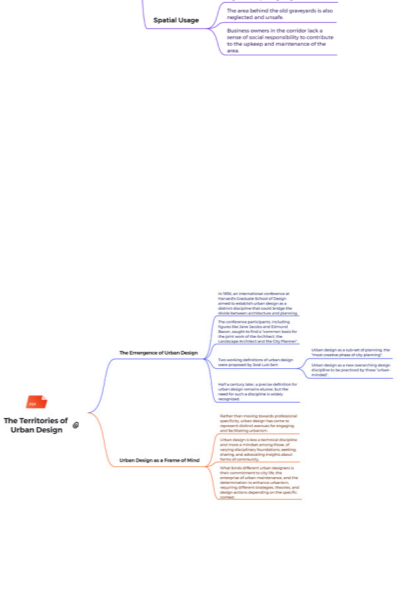 The area behind the old graveyards is also
neglected and unsafe.
Spatial Usage
Business owners in the corridor lack a
sense of social responsibility to contribute
to the upkeep and maintenance of the
area.
The Territories of
Urban Design
The Emergence of Urban Design
In 1956, an international conference at
Harvard's Graduate School of Design
aimed to establish urban design as a
distinct discipline that could bridge the
divide between architecture and planning.
The conference participants, including
figures like Jane Jacobs and Edmund
Bacon, sought to find a "common basis for
the joint work of the Architect, the
Landscape Architect and the City Planner".
Two working definitions of urban design
were proposed by José Luis Sert:
Urban design as a sub-set of planning, the
"most creative phase of city planning".
Urban design as a new overarching design
discipline to be practiced by those "urban-
minded".
Half a century later, a precise definition for
urban design remains elusive, but the
need for such a discipline is widely
recognized.
Urban Design as a Frame of Mind
Rather than moving towards professional
specificity, urban design has come to
represent distinct avenues for engaging
and facilitating urbanism.
Urban design is less a technical discipline
and more a mindset among those, of
varying disciplinary foundations, seeking,
sharing, and advocating insights about
forms of community.
What binds different urban designers is
their commitment to city life, the
enterprise of urban maintenance, and the
determination to enhance urbanism,
requiring different strategies, theories, and
design actions depending on the specific
context.